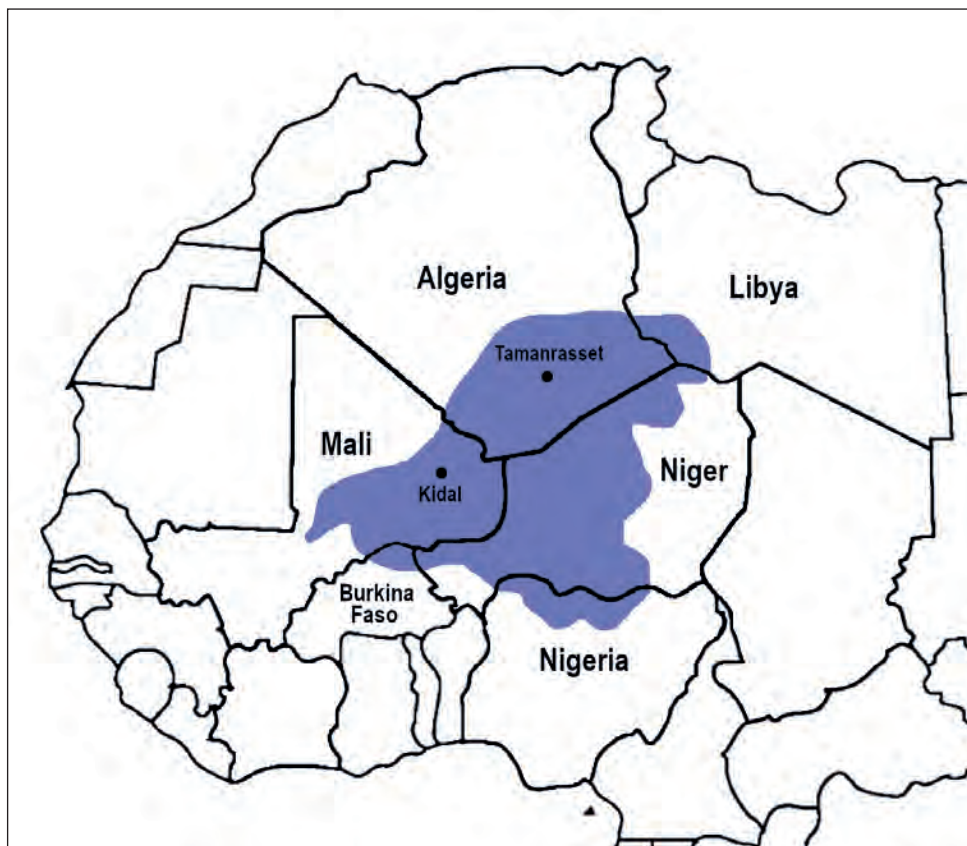 Algeria
Libya
Tamanrasset
Mali
Niger
Kidal
Burkina
Faso
Nigeria